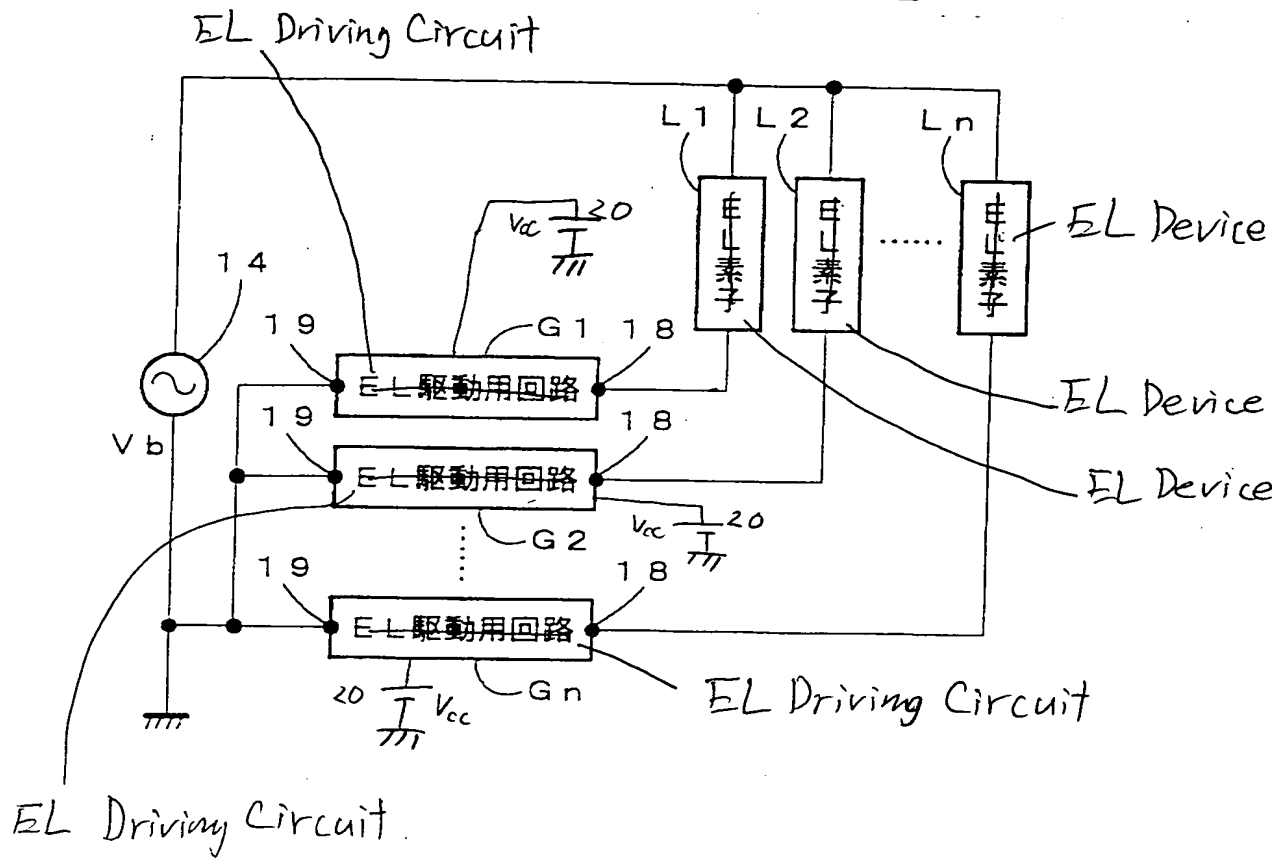 EL Driving Circuit
L1 L2 Ln
EL素子
EL素子
......
EL素子
EL Device
Vcc 20
14
19
G1
18
EL駆動用回路
EL Device
Vb
19
18
EL駆動用回路
EL Device
G2
Vcc 20
19
18
EL駆動用回路
Gn
20 Vcc
EL Driving Circuit
EL Driving Circuit